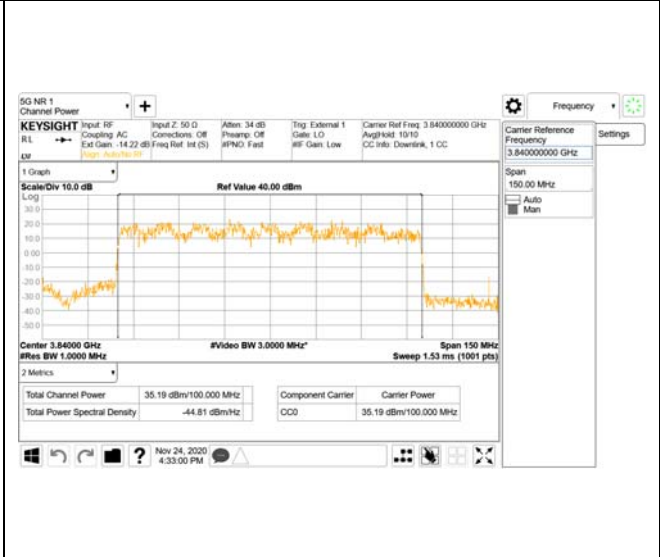 5G NR 1
Channel Power
Frequency
KEYSIGHT
Input: RF
Input Z: 50 Ω
Atten: 34 dB
Trig: External 1
Carrier Ref Freq: 3.840000000 GHz
RL
Coupling: AC
Corrections: Off
Preamp: Off
Gate: LO
Avg|Hold: 10/10
Ext Gain: -14.22 dB
Freq Ref: Int (S)
#PNO: Fast
#IF Gain: Low
CC Info: Downlink, 1 CC
Align: Auto/No RF
Carrier Reference
Frequency
3.840000000 GHz
Settings
Span
150.00 MHz
Auto
Man
1 Graph
Scale/Div 10.0 dB
Ref Value 40.00 dBm
Log
30.0
20.0
10.0
0.00
-10.0
-20.0
-30.0
-40.0
-50.0
Center 3.84000 GHz
#Video BW 3.0000 MHz*
Span 150 MHz
#Res BW 1.0000 MHz
Sweep 1.53 ms (1001 pts)
2 Metrics
Total Channel Power
35.19 dBm/100.000 MHz
Component Carrier
Carrier Power
Total Power Spectral Density
-44.81 dBm/Hz
CC0
35.19 dBm/100.000 MHz
?
Nov 24, 2020
4:33:00 PM